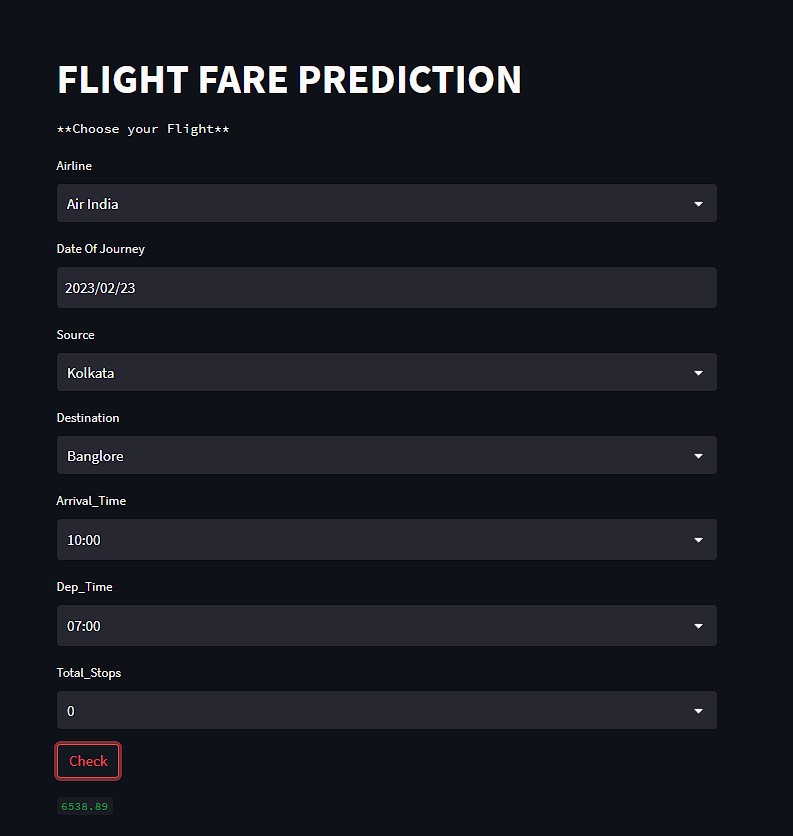 FLIGHT FARE PREDICTION
**Choose your Flight**
Airline
Air India
Date Of Journey
2023/02/23
Source
Kolkata
Destination
Banglore
Arrival_Time
10:00
Dep_Time
07:00
Total_Stops
0
Check
6538.89